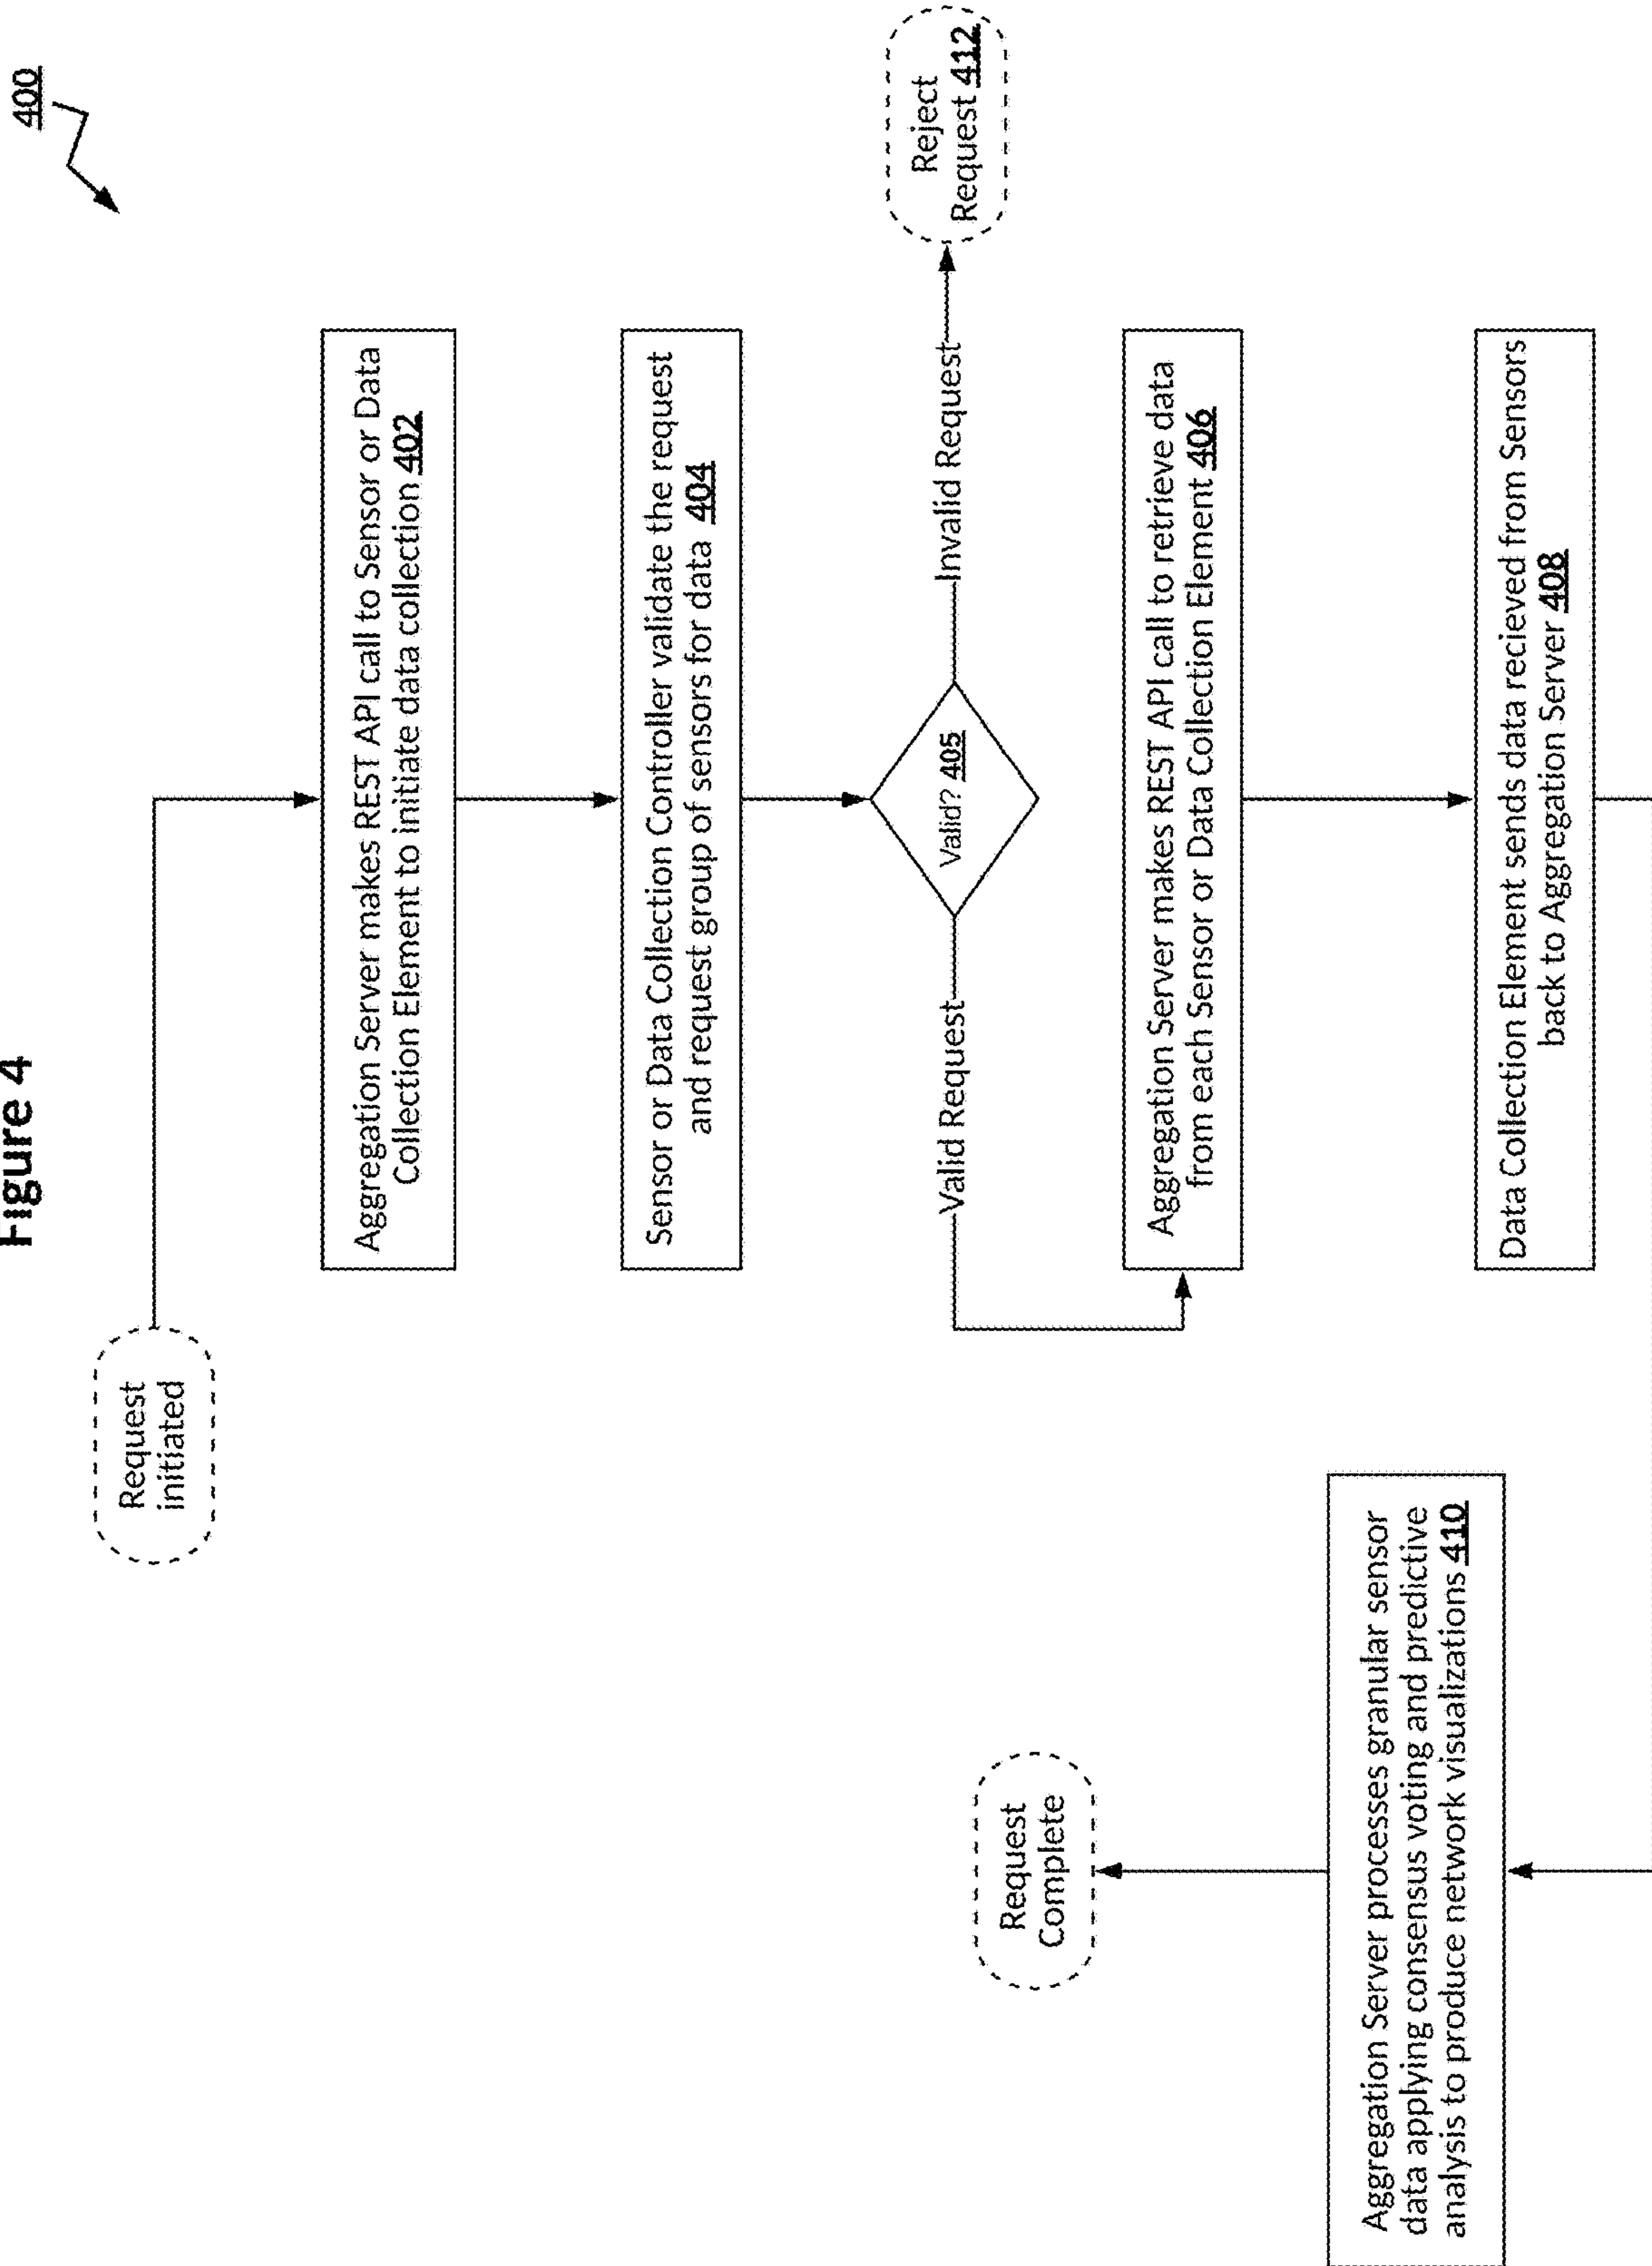 Figure 4
400
Request
initiated
Aggregation Server makes REST API call to Sensor or Data
Collection Element to initiate data collection 402
Sensor or Data Collection Controller validate the request
and request group of sensors for data 404
Valid? 405
Valid Request
Invalid Request
Reject
Request 412
Aggregation Server makes REST API call to retrieve data
from each Sensor or Data Collection Element 406
Data Collection Element sends data recieved from Sensors
back to Aggregation Server 408
Aggregation Server processes granular sensor
data applying consensus voting and predictive
analysis to produce network visualizations 410
Request
Complete